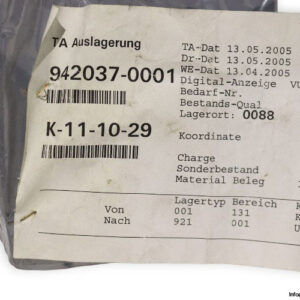 TA Auslagerung
942037-0001
K-11-10-29
TA-Dat 13.05.2005
Dr-Dat 13.05.2005
WE-Dat 13.04.2005
Digital-Anzeige VU
Bedarf-Nr.
Bestands-Qual
Lagerort: 0088
Koordinate
Charge
Sonderbestand
Material Beleg
Lagertyp Bereich K
Von 001 131 K
Nach 921 001 U